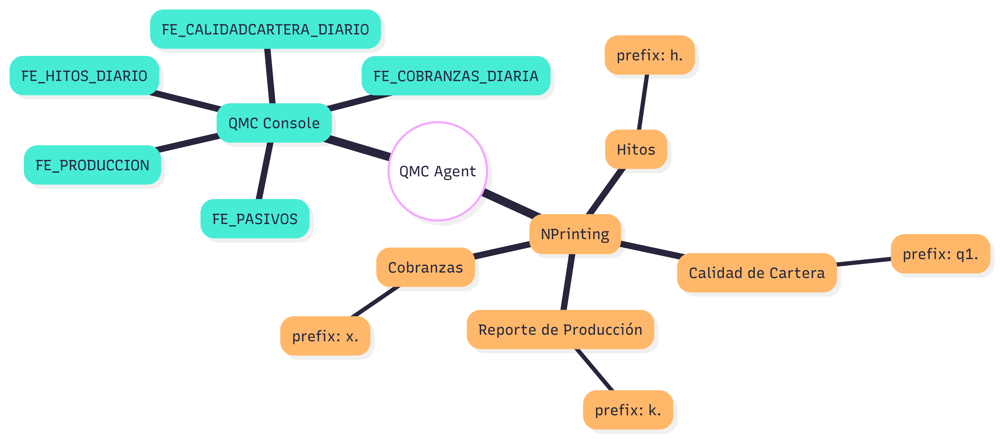 FE_CALIDADCARTERA_DIARIO
FE_HITOS_DIARIO
FE_COBRANZAS_DIARIA
QMC Console
FE_PRODUCCION
FE_PASIVOS
QMC Agent
prefix: h.
Hitos
NPrinting
Cobranzas
Calidad de Cartera
prefix: q1.
prefix: x.
Reporte de Producción
prefix: k.